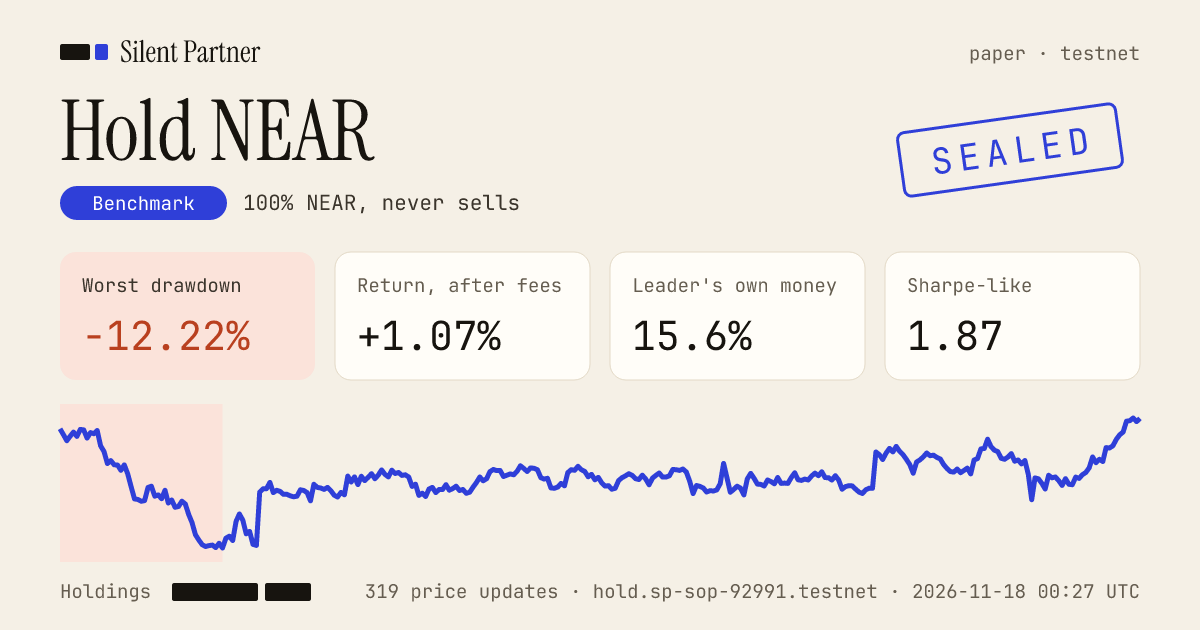 Silent Partner
paper · testnet
Hold NEAR
SEALED
Benchmark
100% NEAR, never sells
Worst drawdown
-12.22%
Return, after fees
+1.07%
Leader's own money
15.6%
Sharpe-like
1.87
Holdings
319 price updates · hold.sp-sop-92991.testnet · 2026-11-18 00:27 UTC